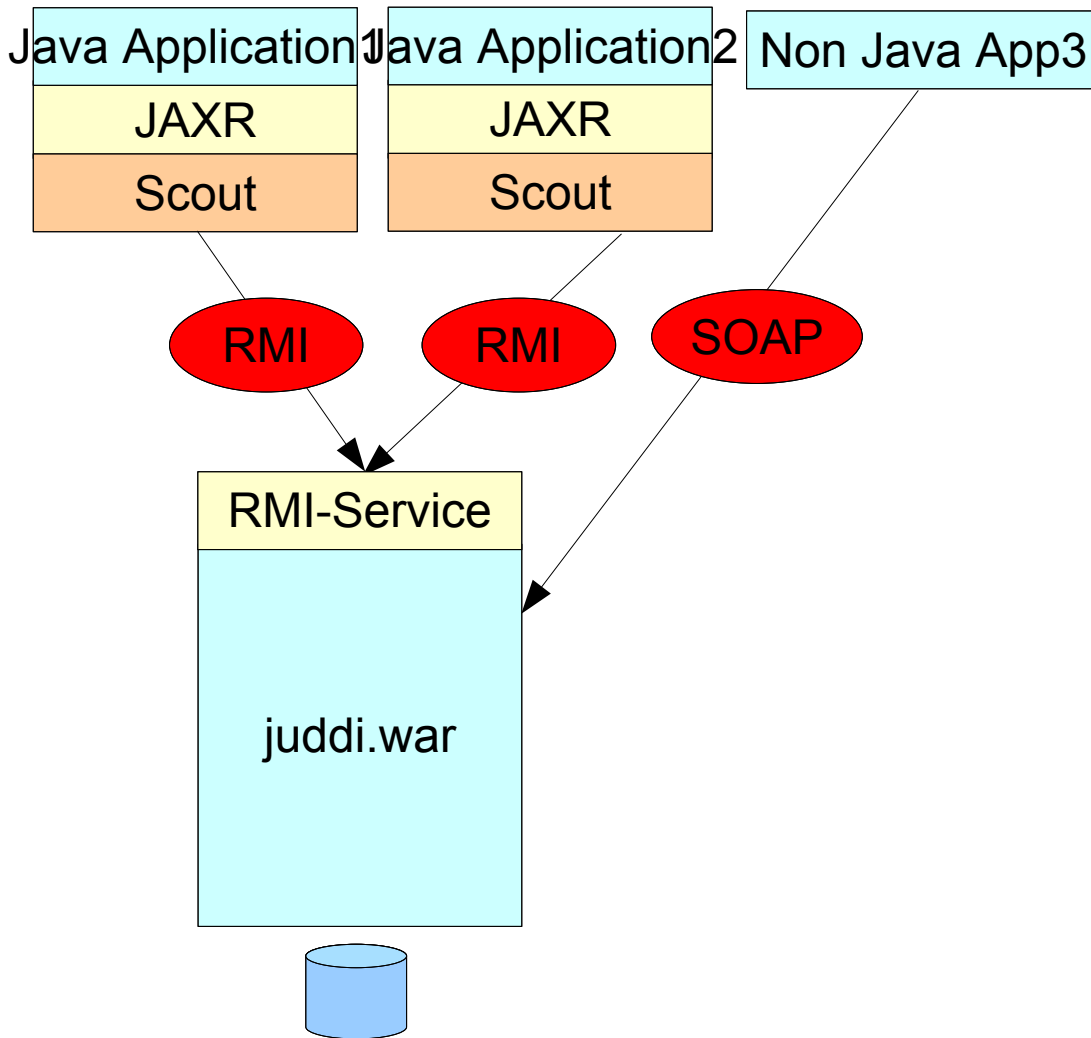 Java Application1
Java Application2
Non Java App3
JAXR
JAXR
Scout
Scout
RMI
RMI
SOAP
RMI-Service
juddi.war